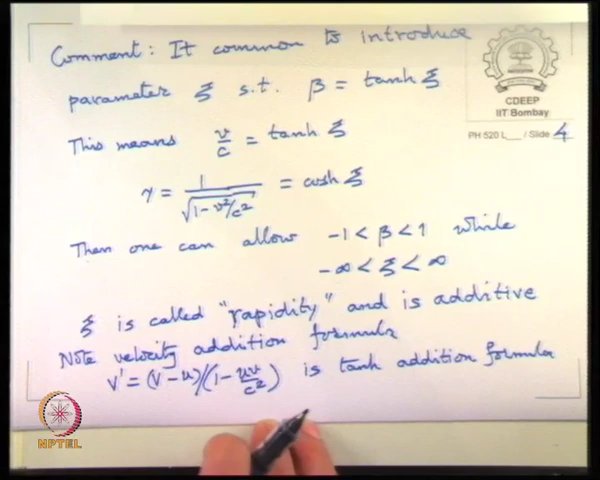 Comment: It common to introduce
parameter ξ s.t. β = tanh ξ
CDEEP
IIT Bombay
PH 520 L___ / Slide 4
This means v/c = tanh ξ
γ = 1/√(1 - v²/c²) = cosh ξ
Then one can allow -1 < β < 1 while
-∞ < ξ < ∞
ξ is called "rapidity" and is additive
Note velocity addition formula
v' = (v - u)/(1 - uv/c²) is tanh addition formula
NPTEL